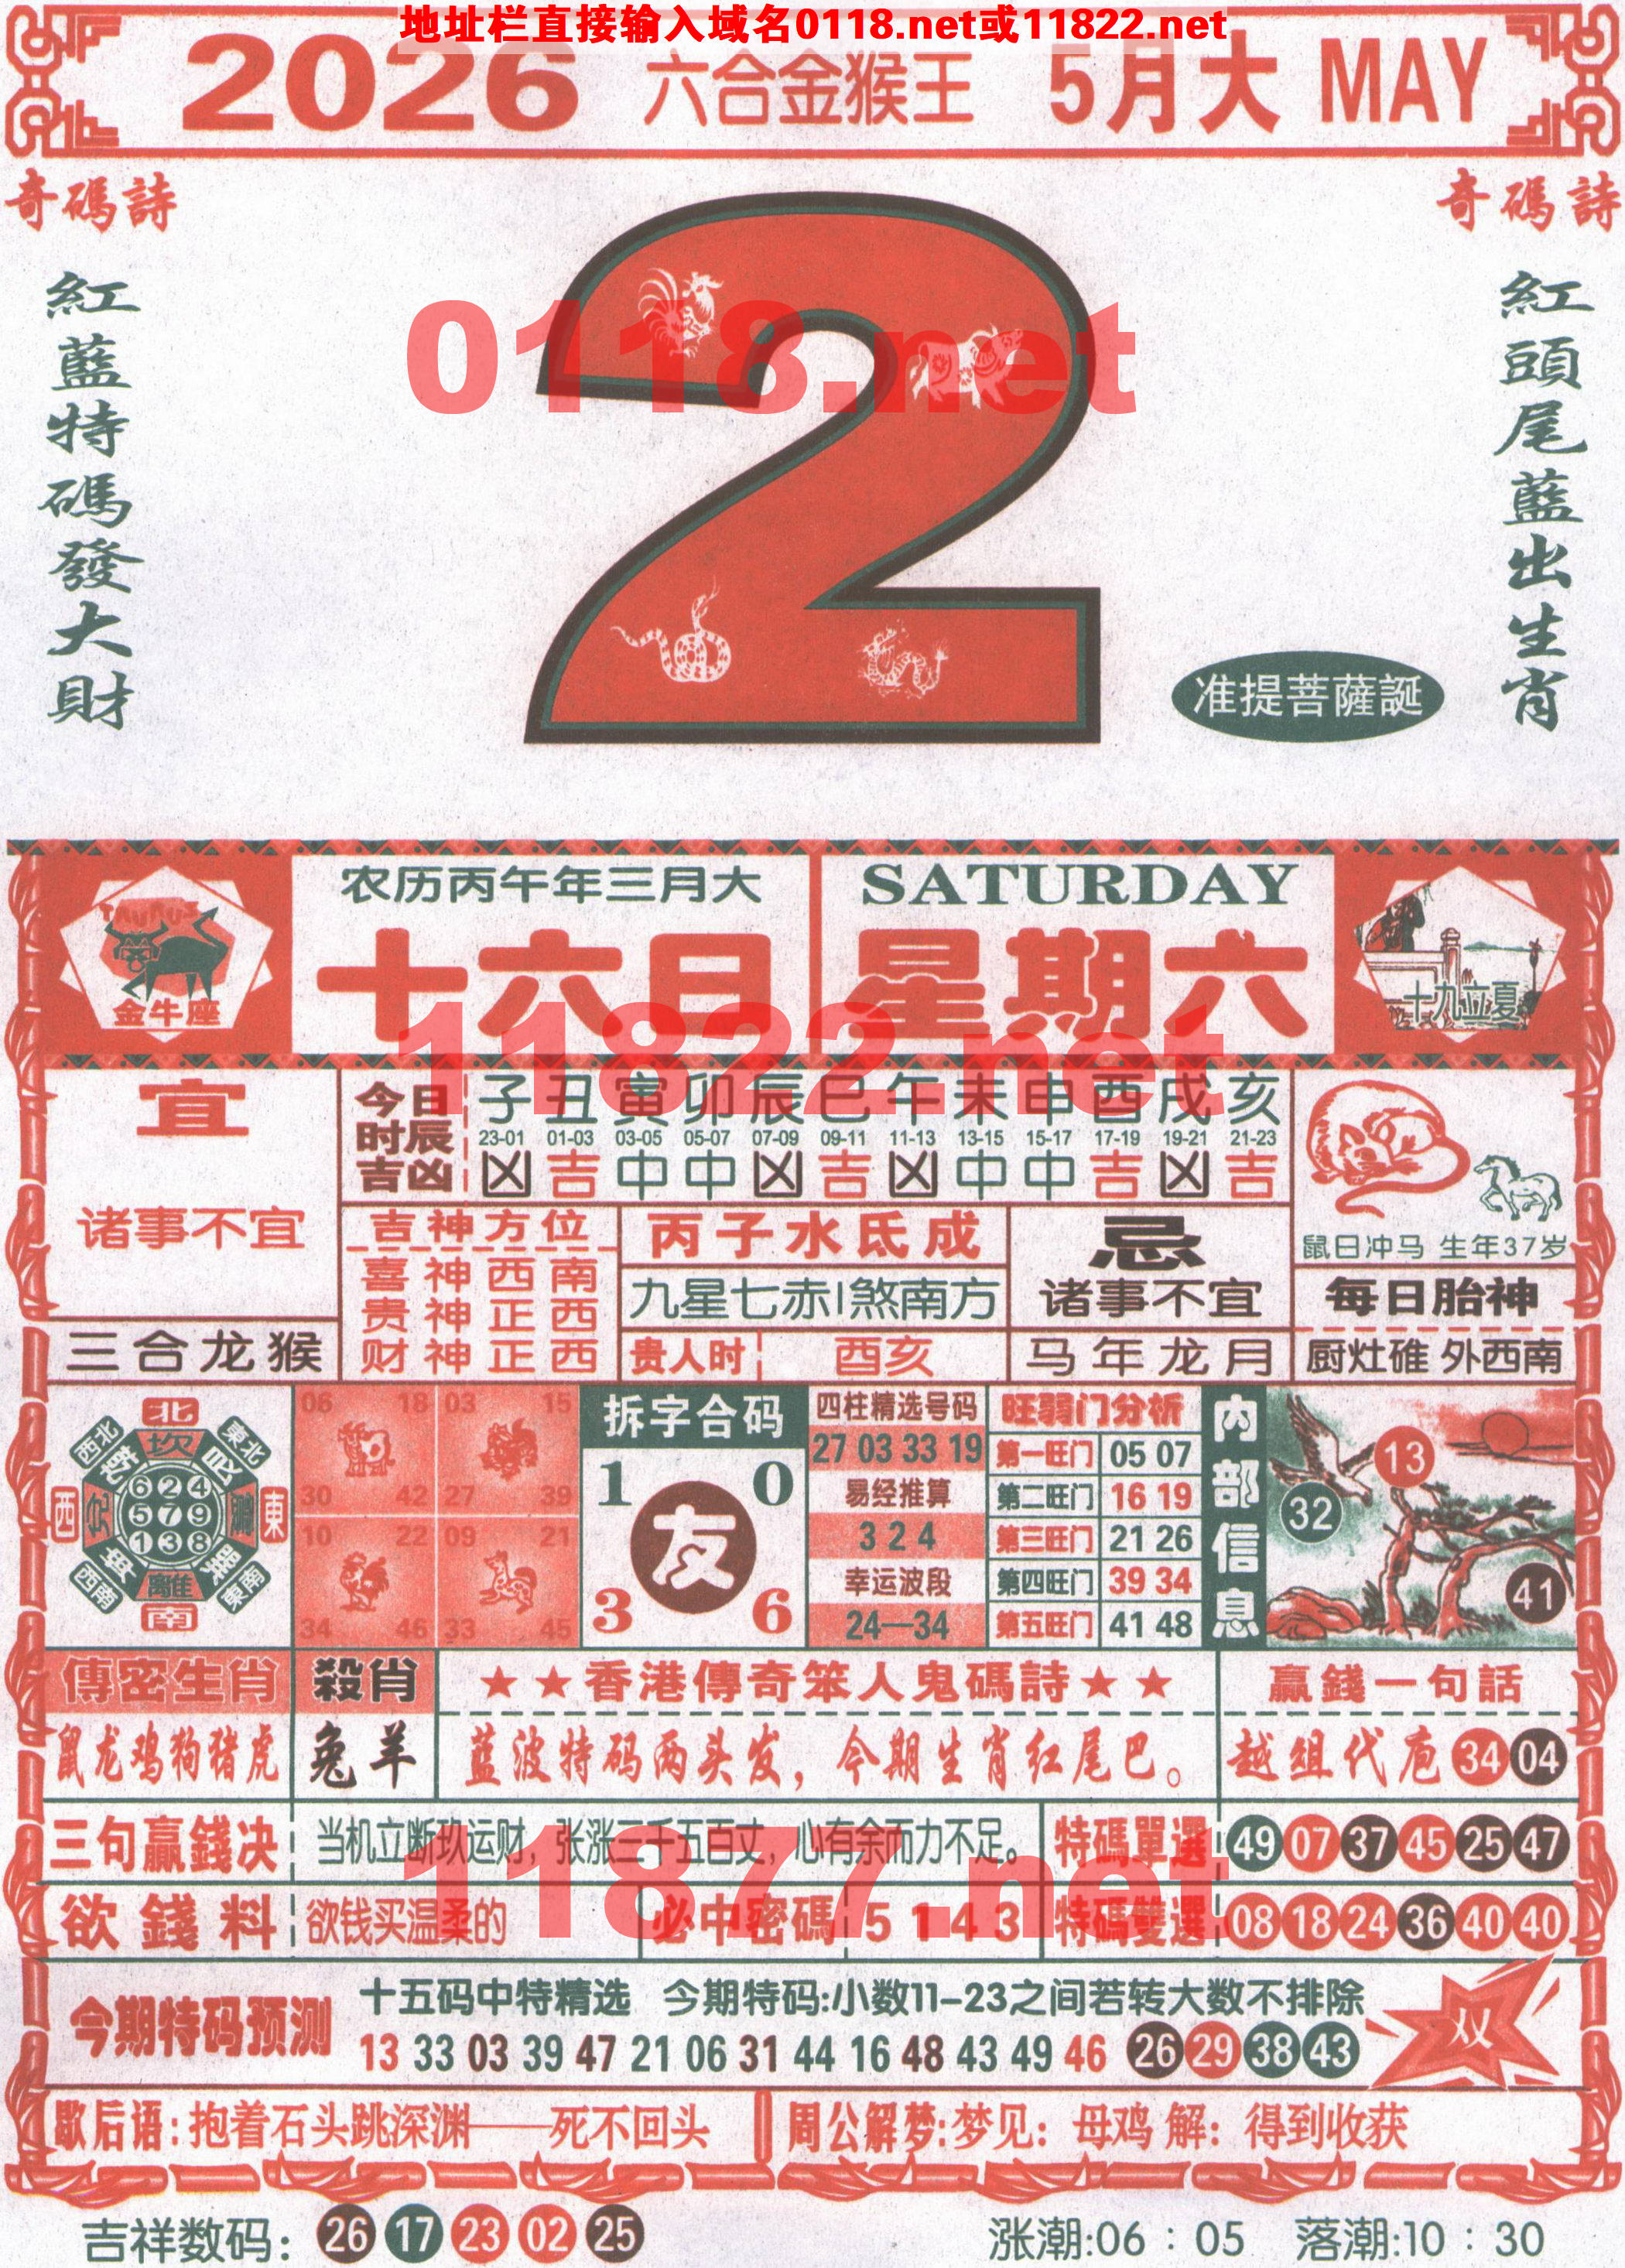 地址栏直接输入域名0118.net或11822.net
2026 六合金猴王 5月大 MAY
奇碼詩
奇碼詩
紅藍特碼發大財
紅頭尾藍出生肖
0118.net
准提菩薩誕
TAURUS
金牛座
农历丙午年三月大
SATURDAY
十六日
星期六
十九立夏
11822.net
宜
诸事不宜
三合龙猴
今日时辰吉凶
子 丑 寅 卯 辰 巳 午 未 申 酉 戌 亥
23-01 01-03 03-05 05-07 07-09 09-11 11-13 13-15 15-17 17-19 19-21 21-23
凶 吉 中 中 凶 吉 凶 中 中 吉 凶 吉
吉神方位
喜神西南
贵神正西
财神正西
丙子水氐成
九星七赤|煞南方
贵人时 酉亥
忌
诸事不宜
马年龙月
鼠日冲马 生年37岁
每日胎神
厨灶碓 外西南
北
西北 東北
坎
西 東
624
579
138
離
西南 東南
南
06 18 03 15
30 42 27 39
10 22 09 21
34 46 33 45
拆字合码
1 0
友
3 6
四柱精选号码
27 03 33 19
易经推算
3 2 4
幸运波段
24—34
旺弱门分析
第一旺门 05 07
第二旺门 16 19
第三旺门 21 26
第四旺门 39 34
第五旺门 41 48
内部信息
13
32
41
傳密生肖
鼠龙鸡狗猪虎
殺肖
兔羊
★★香港傳奇笨人鬼碼詩★★
蓝波特码两头发，今期生肖红尾巴。
贏錢一句話
越组代庖 34 04
三句贏錢决
当机立断玖运财，张涨三千五百丈，心有余而力不足。
特碼單選
49 07 37 45 25 47
11877.net
欲錢料
欲钱买温柔的
必中密碼
5 1 4 3
特碼雙選
08 18 24 36 40 40
今期特码预测
十五码中特精选 今期特码:小数11-23之间若转大数不排除
13 33 03 39 47 21 06 31 44 16 48 43 49 46 26 29 38 43
双
歇后语:抱着石头跳深渊——死不回头
周公解梦:梦见：母鸡 解：得到收获
吉祥数码：26 17 23 02 25
涨潮:06：05 落潮:10：30